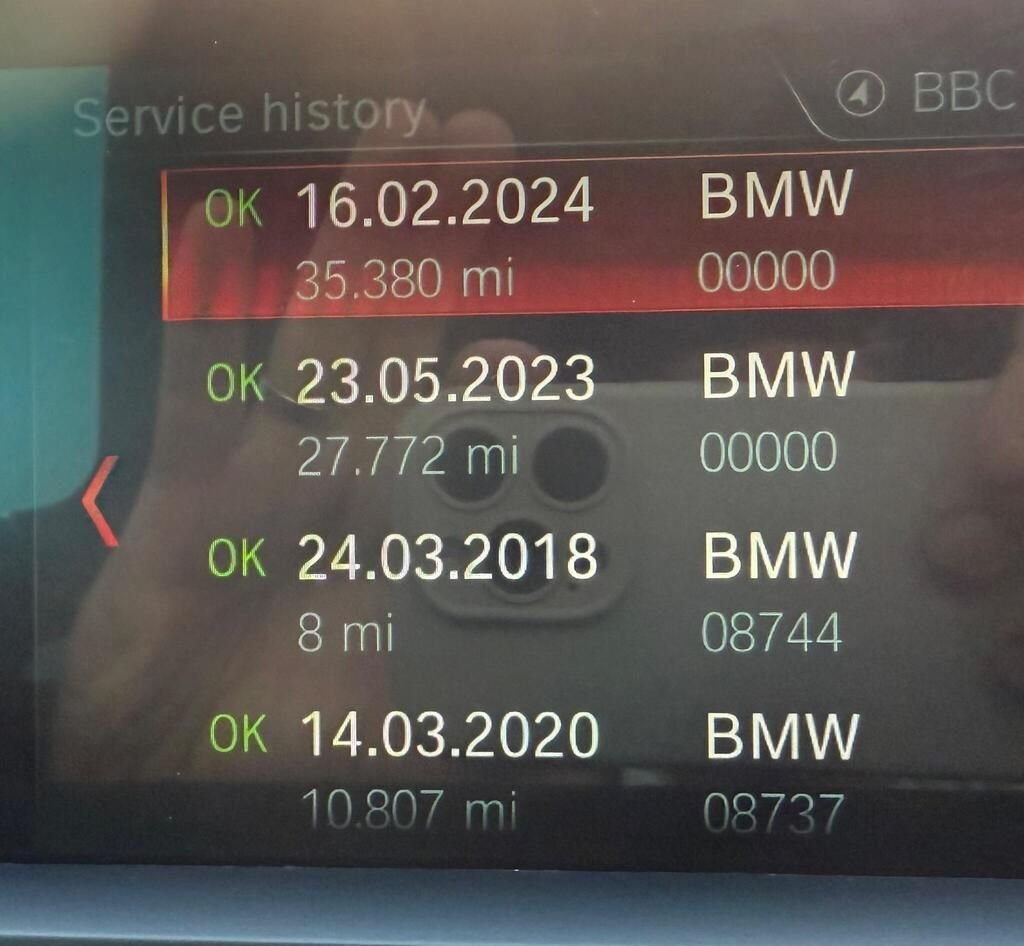 Service history
BBC
OK 16.02.2024 BMW
35.380 mi 00000
OK 23.05.2023 BMW
27.772 mi 00000
OK 24.03.2018 BMW
8 mi 08744
OK 14.03.2020 BMW
10.807 mi 08737